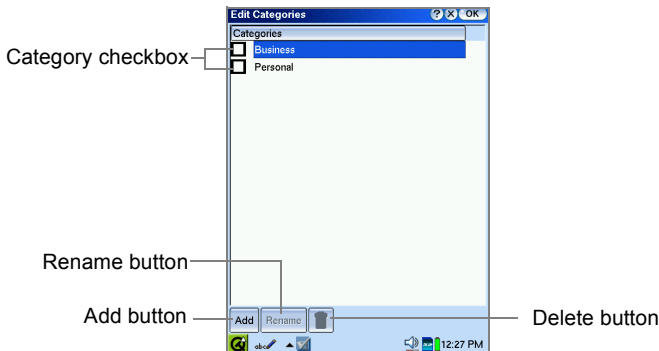 Edit Categories ? X OK
Categories
Business
Personal
Category checkbox
Rename button
Add button
Delete button
Add Rename
abc 12:27 PM